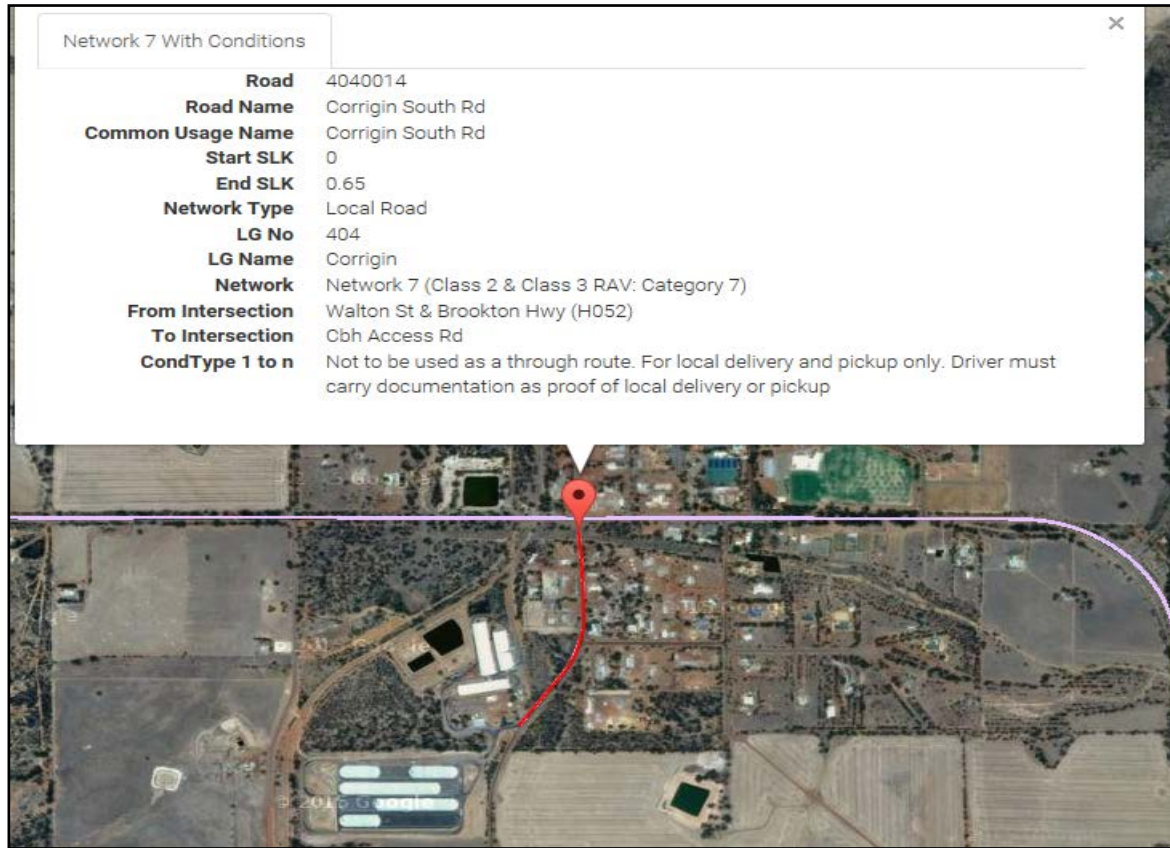 Network 7 With Conditions
×
Road 4040014
Road Name Corrigin South Rd
Common Usage Name Corrigin South Rd
Start SLK 0
End SLK 0.65
Network Type Local Road
LG No 404
LG Name Corrigin
Network Network 7 (Class 2 & Class 3 RAV: Category 7)
From Intersection Walton St & Brookton Hwy (H052)
To Intersection Cbh Access Rd
CondType 1 to n Not to be used as a through route. For local delivery and pickup only. Driver must
carry documentation as proof of local delivery or pickup
Google